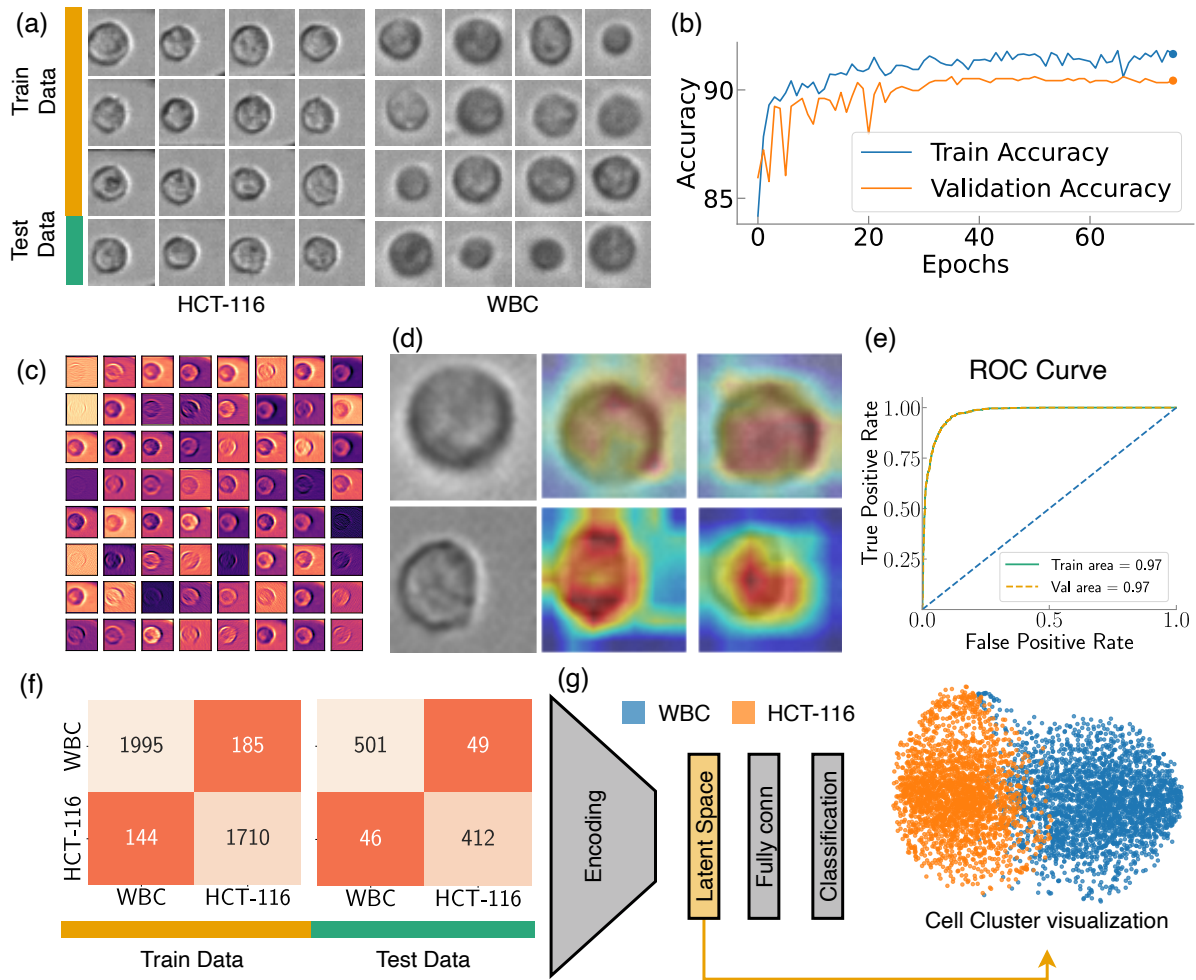 (a)
Train
Data
Test
Data
HCT-116
WBC
(b)
Accuracy
90
85
Train Accuracy
Validation Accuracy
0
20
40
60
Epochs
(c)
(d)
(e)
ROC Curve
True Positive Rate
1.00
0.75
0.50
0.25
Train area = 0.97
Val area = 0.97
0
0.5
1.0
False Positive Rate
(f)
WBC
HCT-116
1995
185
144
1710
WBC
HCT-116
501
49
46
412
WBC
HCT-116
Train Data
Test Data
(g)
WBC
HCT-116
Encoding
Latent Space
Fully conn
Classification
Cell Cluster visualization